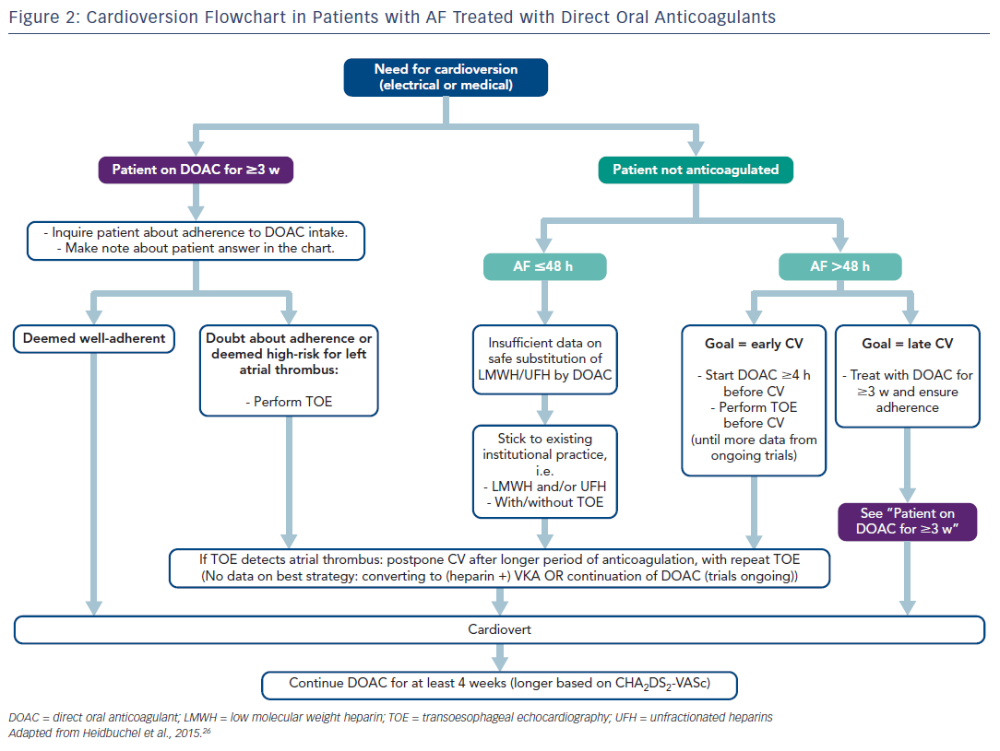 Figure 2: Cardioversion Flowchart in Patients with AF Treated with Direct Oral Anticoagulants
Need for cardioversion
(electrical or medical)
Patient on DOAC for ≥3 w
Patient not anticoagulated
- Inquire patient about adherence to DOAC intake.
- Make note about patient answer in the chart.
AF ≤48 h
AF >48 h
Deemed well-adherent
Doubt about adherence or
deemed high-risk for left
atrial thrombus:
- Perform TOE
Insufficient data on
safe substitution of
LMWH/UFH by DOAC
Stick to existing
institutional practice,
i.e.
- LMWH and/or UFH
- With/without TOE
Goal = early CV
- Start DOAC ≥4 h
before CV
- Perform TOE
before CV
(until more data from
ongoing trials)
Goal = late CV
- Treat with DOAC for
≥3 w and ensure
adherence
See “Patient on
DOAC for ≥3 w”
If TOE detects atrial thrombus: postpone CV after longer period of anticoagulation, with repeat TOE
(No data on best strategy: converting to (heparin +) VKA OR continuation of DOAC (trials ongoing))
Cardiovert
Continue DOAC for at least 4 weeks (longer based on CHA₂DS₂-VASc)
DOAC = direct oral anticoagulant; LMWH = low molecular weight heparin; TOE = transoesophageal echocardiography; UFH = unfractionated heparins
Adapted from Heidbuchel et al., 2015.²⁶